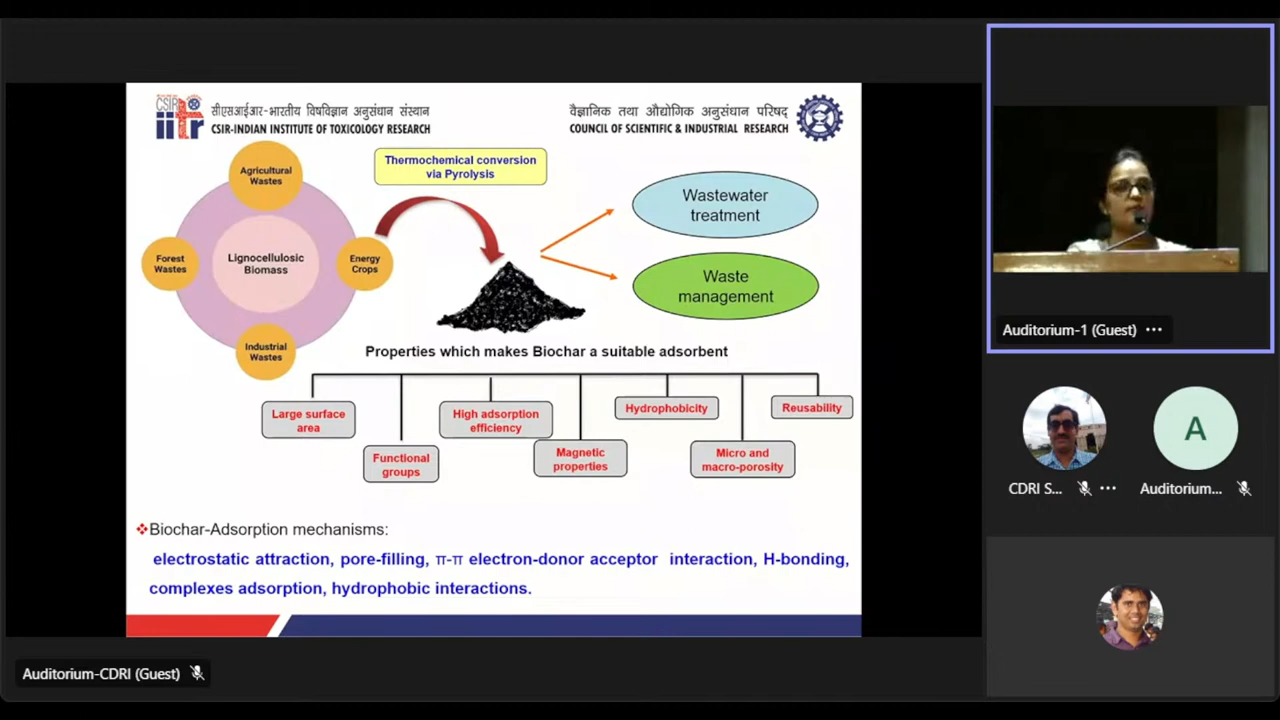 CSIR
iitr
सीएसआईआर-भारतीय विषविज्ञान अनुसंधान संस्थान
CSIR-INDIAN INSTITUTE OF TOXICOLOGY RESEARCH
वैज्ञानिक तथा औद्योगिक अनुसंधान परिषद्
COUNCIL OF SCIENTIFIC & INDUSTRIAL RESEARCH
Agricultural
Wastes
Forest
Wastes
Lignocellulosic
Biomass
Energy
Crops
Industrial
Wastes
Thermochemical conversion
via Pyrolysis
Wastewater
treatment
Waste
management
Properties which makes Biochar a suitable adsorbent
Large surface
area
Functional
groups
High adsorption
efficiency
Magnetic
properties
Hydrophobicity
Micro and
macro-porosity
Reusability
❖Biochar-Adsorption mechanisms:
electrostatic attraction, pore-filling, π-π electron-donor acceptor interaction, H-bonding,
complexes adsorption, hydrophobic interactions.
Auditorium-CDRI (Guest)
Auditorium-1 (Guest) •••
A
CDRI S... •••
Auditorium...